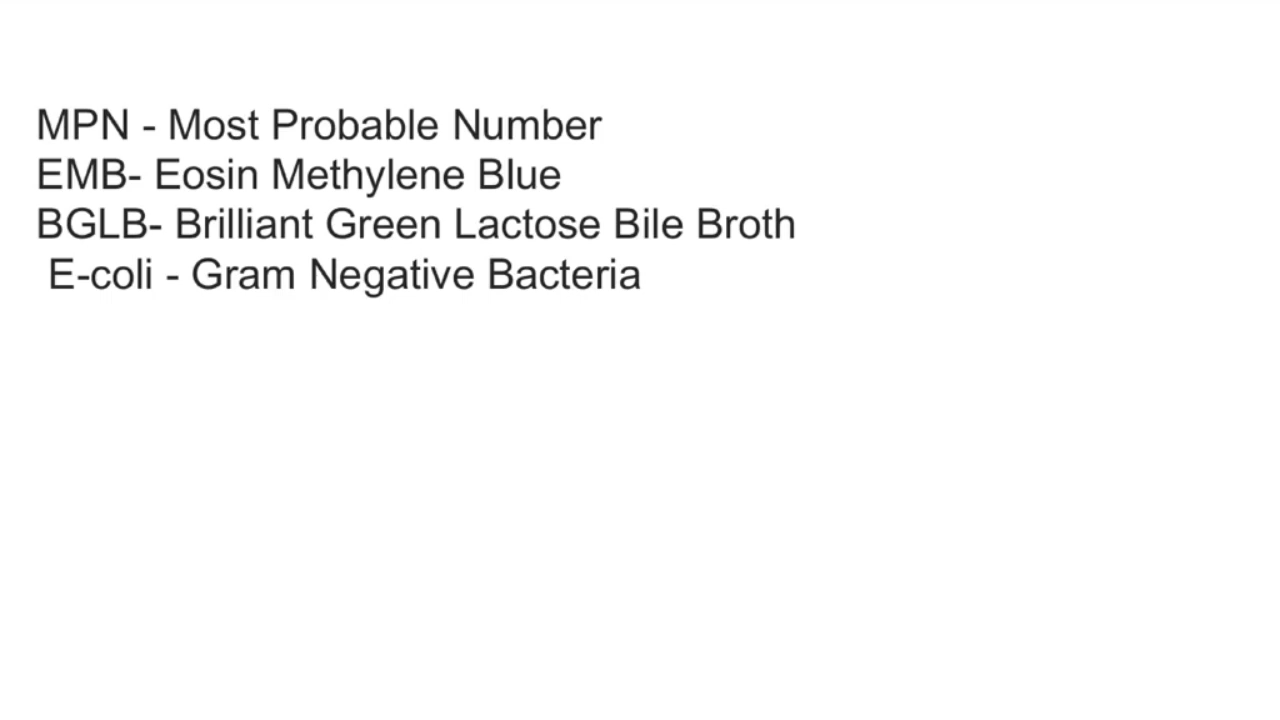 MPN - Most Probable Number
EMB- Eosin Methylene Blue
BGLB- Brilliant Green Lactose Bile Broth
E-coli - Gram Negative Bacteria